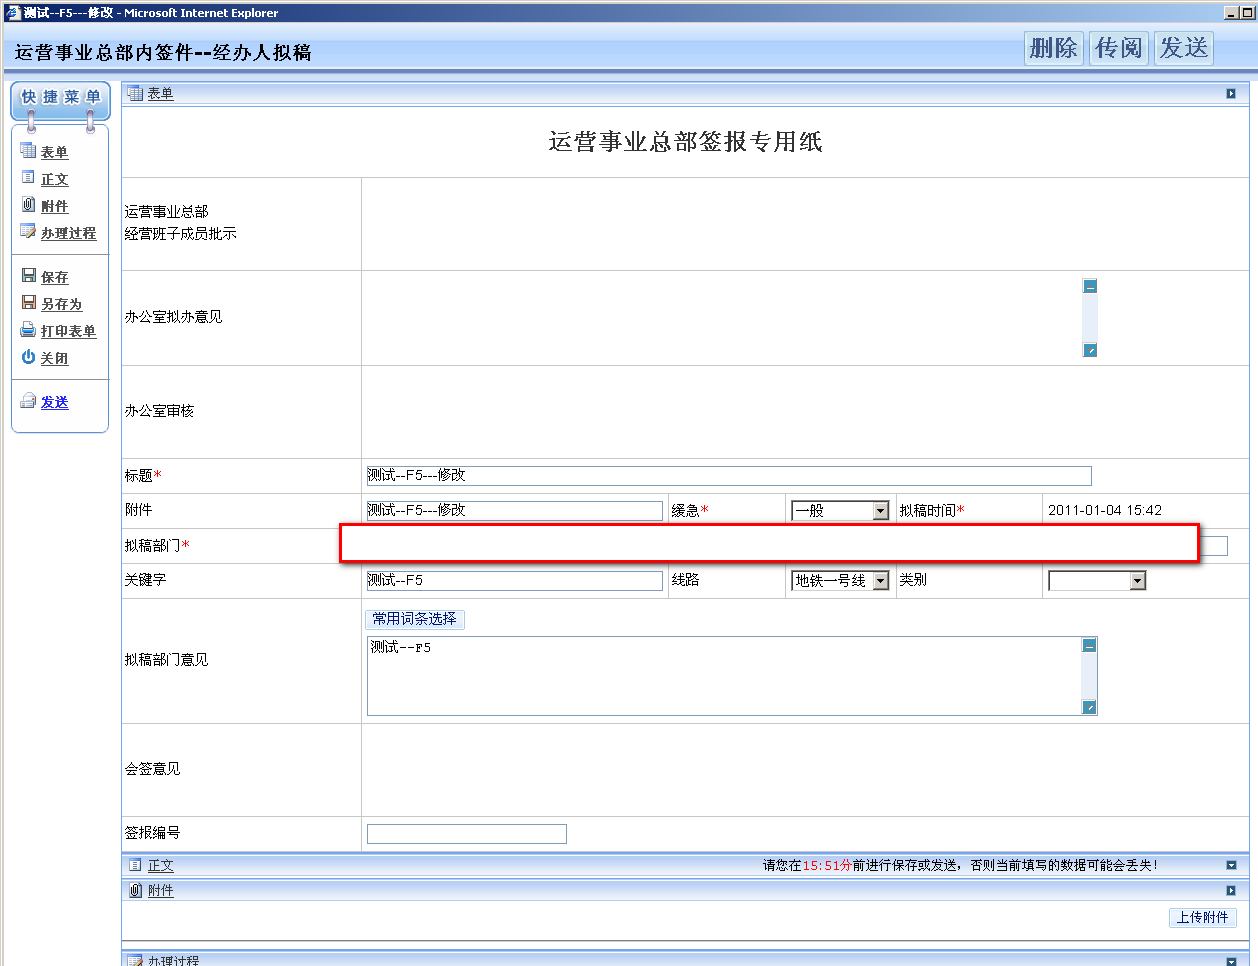 测试--F5---修改 - Microsoft Internet Explorer
运营事业总部内签件--经办人拟稿
删除 传阅 发送
快捷菜单
表单
正文
附件
办理过程
保存
另存为
打印表单
关闭
发送
表单
运营事业总部签报专用纸
运营事业总部
经营班子成员批示
办公室拟办意见
办公室审核
标题* 测试--F5---修改
附件 测试--F5---修改 缓急* 一般 拟稿时间* 2011-01-04 15:42
拟稿部门*
关键字 测试--F5 线路 地铁一号线 类别
拟稿部门意见
常用词条选择
测试--F5
会签意见
签报编号
正文 请您在15:51分前进行保存或发送，否则当前填写的数据可能会丢失！
附件
上传附件
办理过程